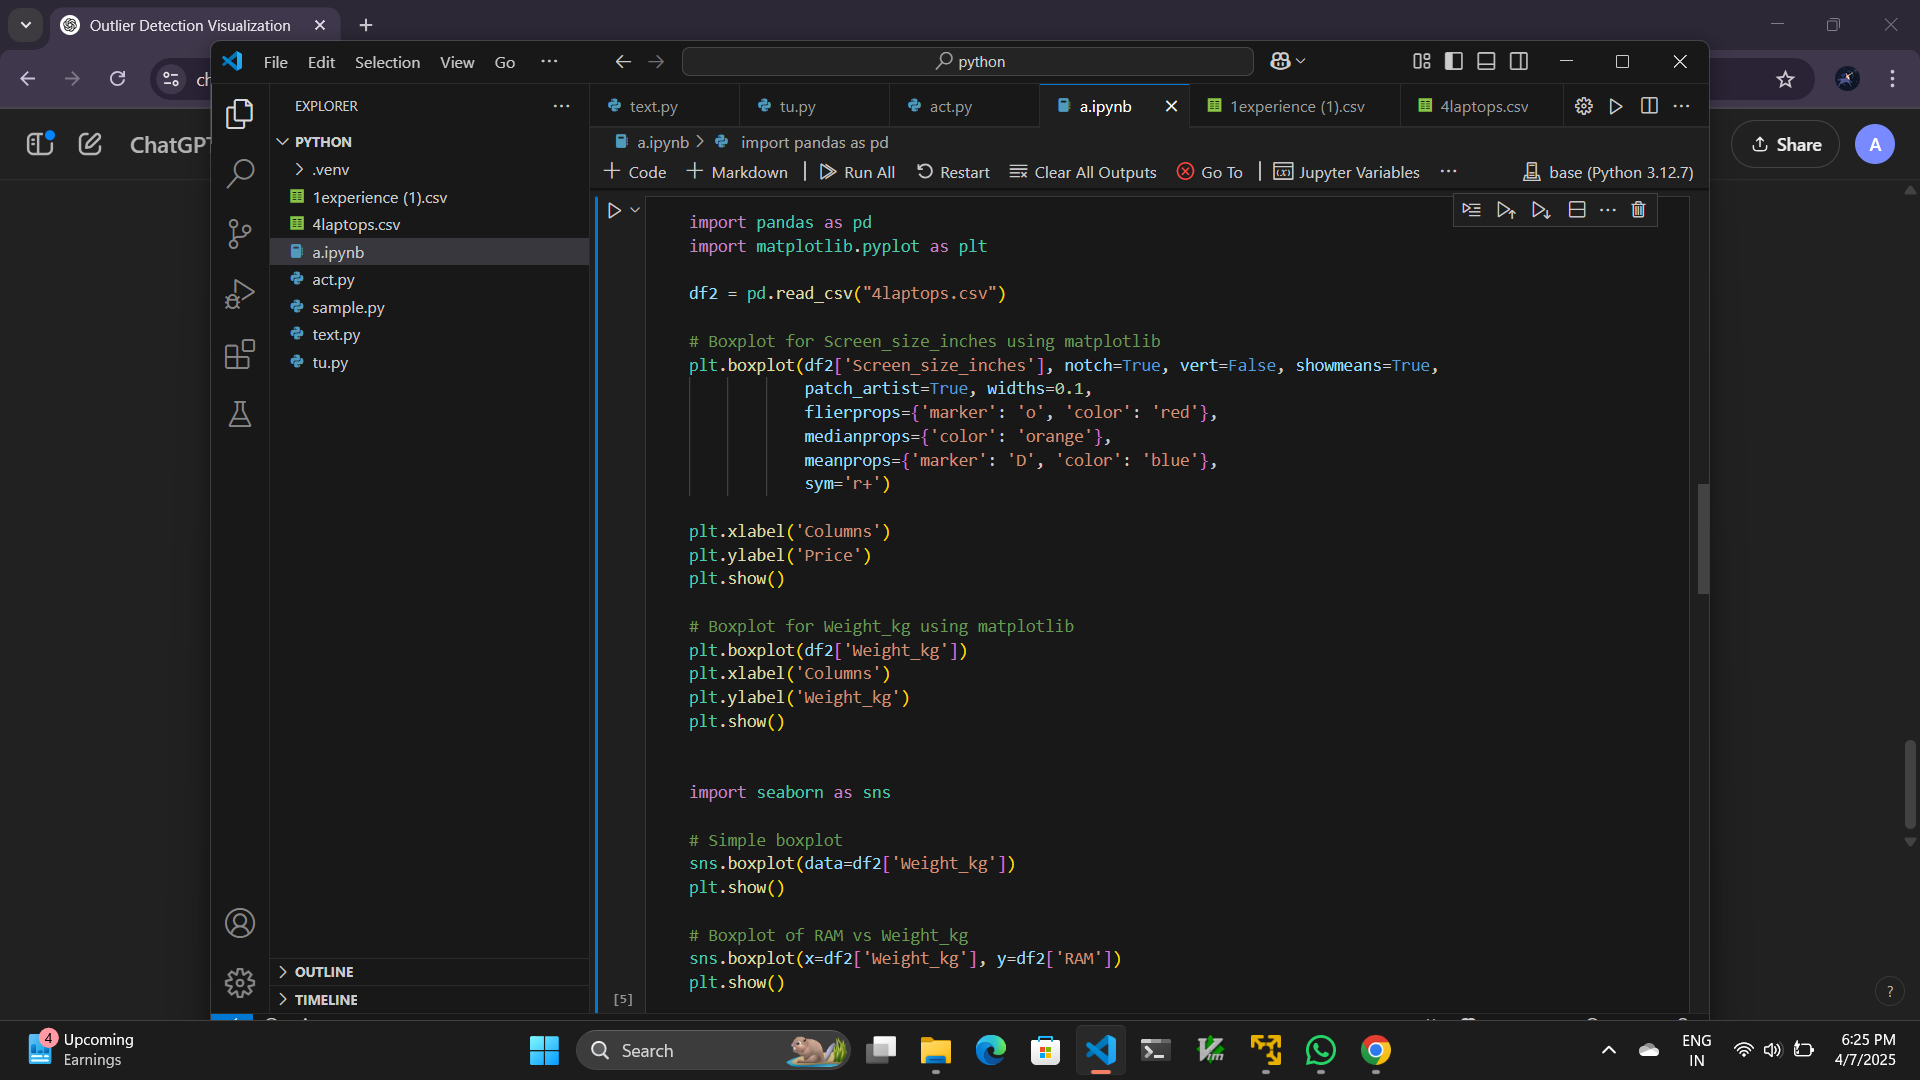 Outlier Detection Visualization
ch
ChatGPT
Share
A
File Edit Selection View Go
python
EXPLORER
PYTHON
.venv
1experience (1).csv
4laptops.csv
a.ipynb
act.py
sample.py
text.py
tu.py
OUTLINE
TIMELINE
text.py tu.py act.py a.ipynb 1experience (1).csv 4laptops.csv
a.ipynb > import pandas as pd
+ Code + Markdown Run All Restart Clear All Outputs Go To Jupyter Variables base (Python 3.12.7)
import pandas as pd
import matplotlib.pyplot as plt
df2 = pd.read_csv("4laptops.csv")
# Boxplot for Screen_size_inches using matplotlib
plt.boxplot(df2['Screen_size_inches'], notch=True, vert=False, showmeans=True,
patch_artist=True, widths=0.1,
flierprops={'marker': 'o', 'color': 'red'},
medianprops={'color': 'orange'},
meanprops={'marker': 'D', 'color': 'blue'},
sym='r+')
plt.xlabel('Columns')
plt.ylabel('Price')
plt.show()
# Boxplot for Weight_kg using matplotlib
plt.boxplot(df2['Weight_kg'])
plt.xlabel('Columns')
plt.ylabel('Weight_kg')
plt.show()
import seaborn as sns
# Simple boxplot
sns.boxplot(data=df2['Weight_kg'])
plt.show()
# Boxplot of RAM vs Weight_kg
sns.boxplot(x=df2['Weight_kg'], y=df2['RAM'])
plt.show()
[5]
?
4
Upcoming
Earnings
Search
ENG
IN
6:25 PM
4/7/2025